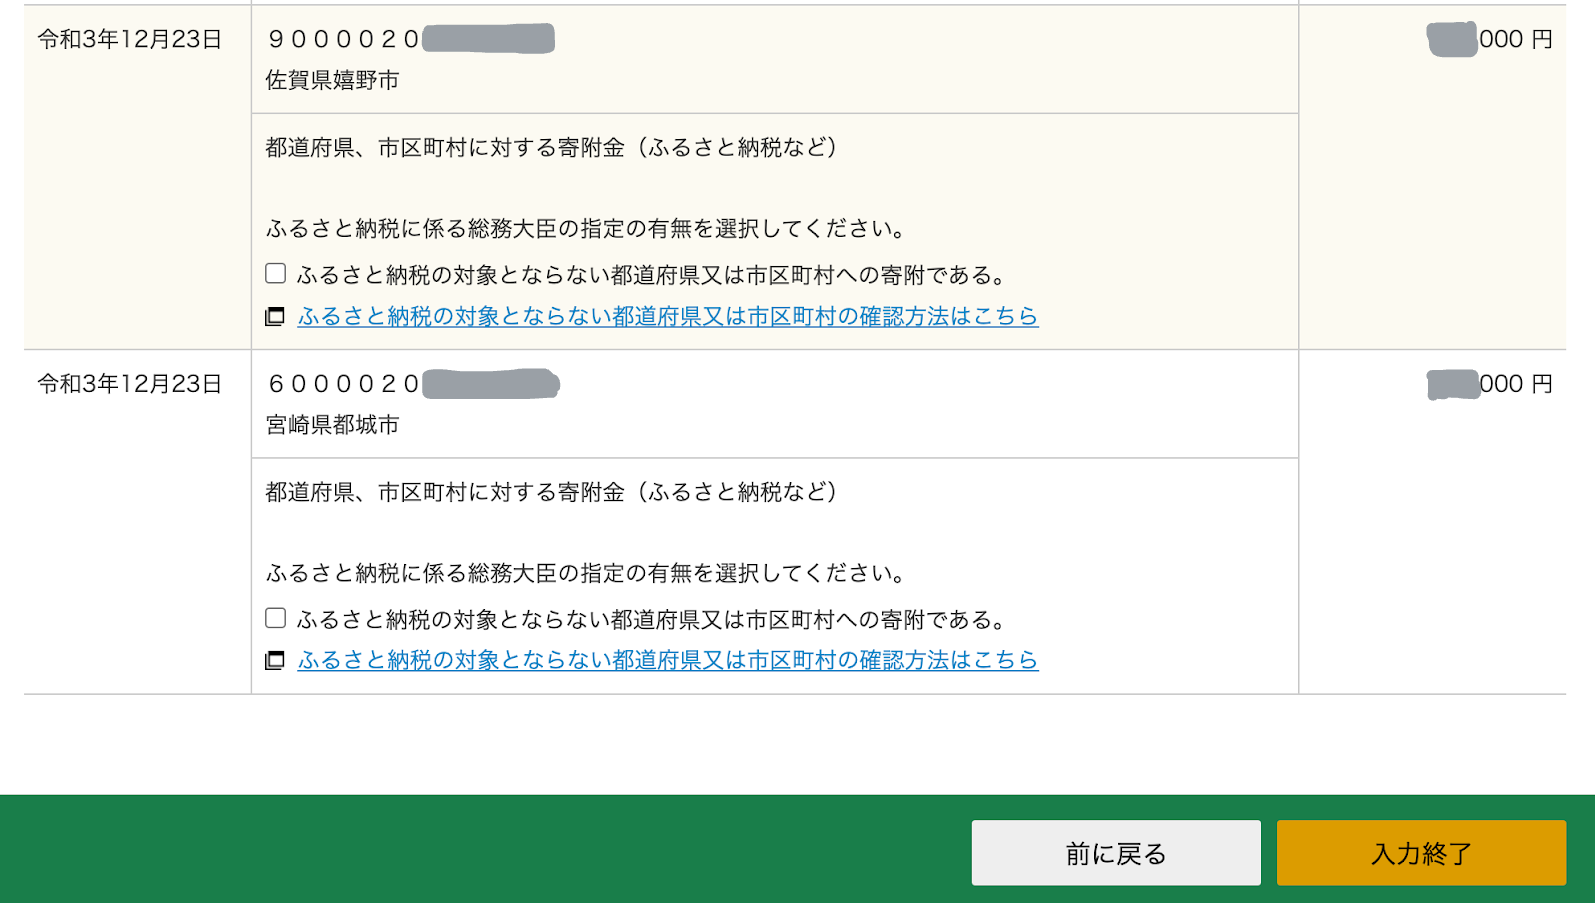 令和3年12月23日
９００００２０
000 円
佐賀県嬉野市
都道府県、市区町村に対する寄附金（ふるさと納税など）
ふるさと納税に係る総務大臣の指定の有無を選択してください。
ふるさと納税の対象とならない都道府県又は市区町村への寄附である。
ふるさと納税の対象とならない都道府県又は市区町村の確認方法はこちら
令和3年12月23日
６００００２０
000 円
宮崎県都城市
都道府県、市区町村に対する寄附金（ふるさと納税など）
ふるさと納税に係る総務大臣の指定の有無を選択してください。
ふるさと納税の対象とならない都道府県又は市区町村への寄附である。
ふるさと納税の対象とならない都道府県又は市区町村の確認方法はこちら
前に戻る
入力終了